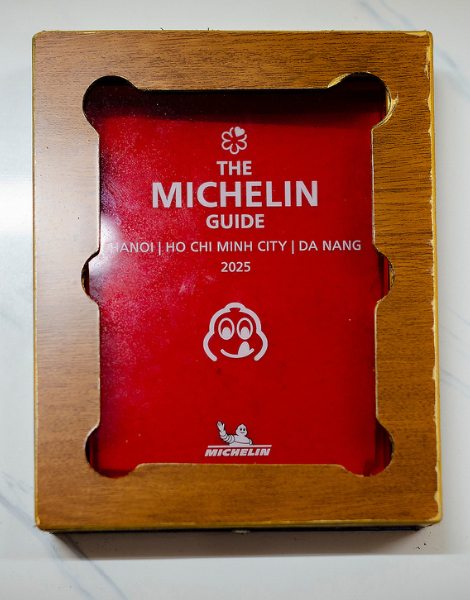 THE
MICHELIN
GUIDE
HANOI | HO CHI MINH CITY | DA NANG
2025
MICHELIN